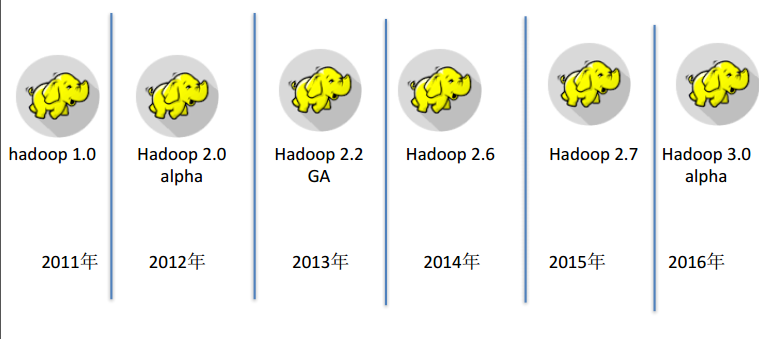 hadoop 1.0
Hadoop 2.0
alpha
Hadoop 2.2
GA
Hadoop 2.6
Hadoop 2.7
Hadoop 3.0
alpha
2011年
2012年
2013年
2014年
2015年
2016年